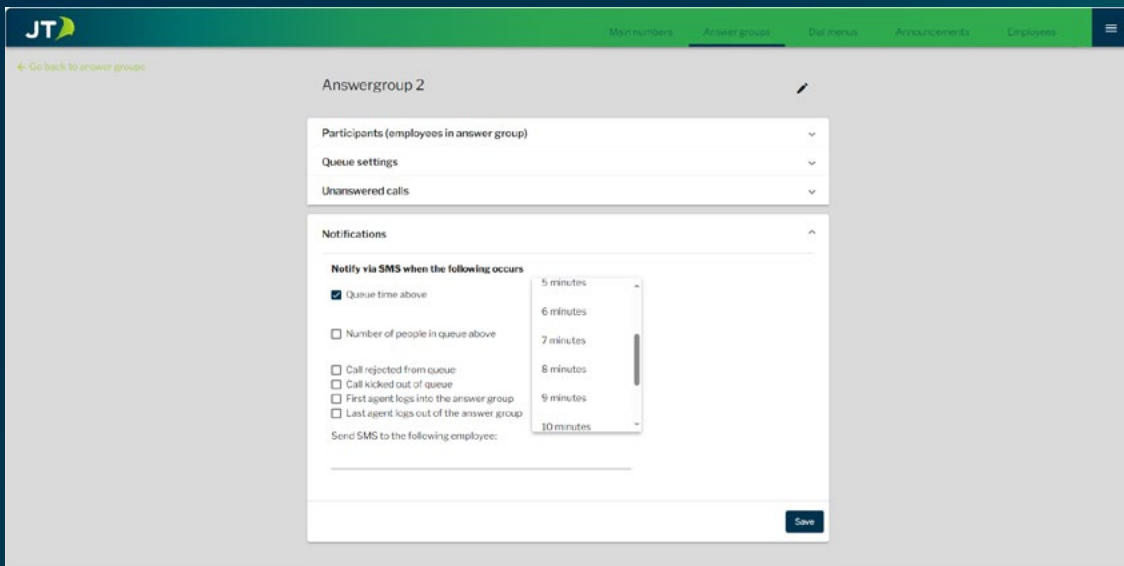 JT
Main numbers Answer groups Dial menus Announcements Employees
← Go back to answer groups
Answergroup 2
Participants (employees in answer group)
Queue settings
Unanswered calls
Notifications
Notify via SMS when the following occurs
Queue time above
5 minutes
6 minutes
Number of people in queue above
7 minutes
Call rejected from queue
8 minutes
Call kicked out of queue
First agent logs into the answer group
9 minutes
Last agent logs out of the answer group
10 minutes
Send SMS to the following employee:
Save